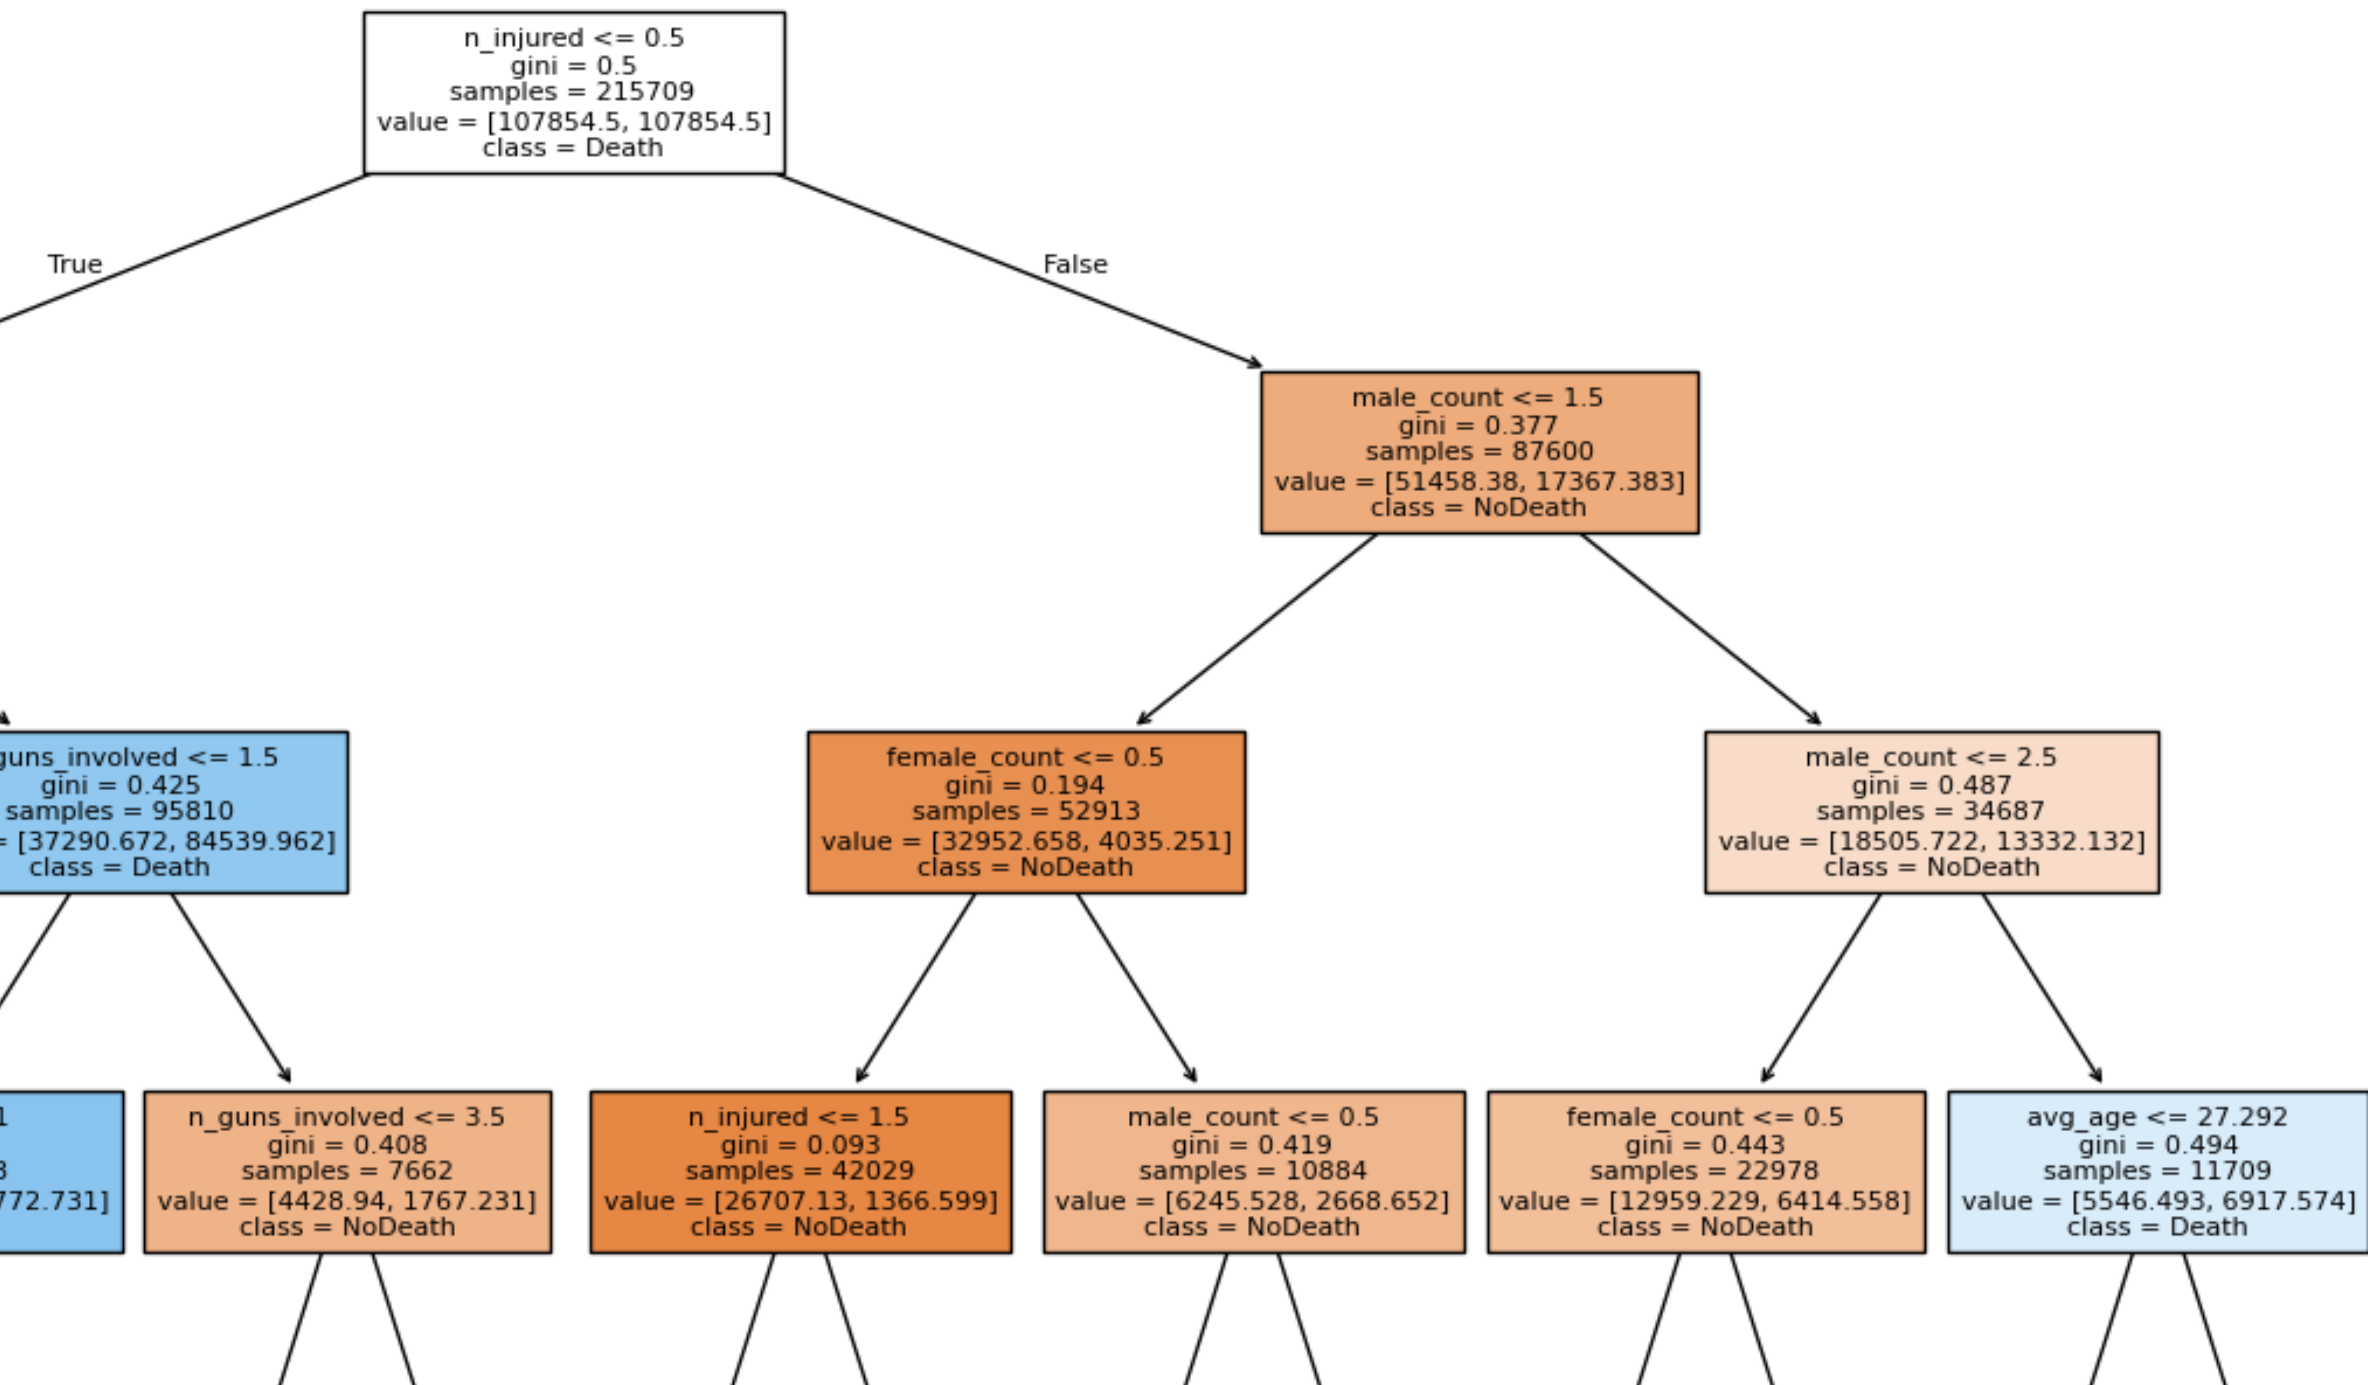 n_injured <= 0.5
gini = 0.5
samples = 215709
value = [107854.5, 107854.5]
class = Death
True
False
male_count <= 1.5
gini = 0.377
samples = 87600
value = [51458.38, 17367.383]
class = NoDeath
guns_involved <= 1.5
gini = 0.425
samples = 95810
= [37290.672, 84539.962]
class = Death
female_count <= 0.5
gini = 0.194
samples = 52913
value = [32952.658, 4035.251]
class = NoDeath
male_count <= 2.5
gini = 0.487
samples = 34687
value = [18505.722, 13332.132]
class = NoDeath
1
3
772.731]
n_guns_involved <= 3.5
gini = 0.408
samples = 7662
value = [4428.94, 1767.231]
class = NoDeath
n_injured <= 1.5
gini = 0.093
samples = 42029
value = [26707.13, 1366.599]
class = NoDeath
male_count <= 0.5
gini = 0.419
samples = 10884
value = [6245.528, 2668.652]
class = NoDeath
female_count <= 0.5
gini = 0.443
samples = 22978
value = [12959.229, 6414.558]
class = NoDeath
avg_age <= 27.292
gini = 0.494
samples = 11709
value = [5546.493, 6917.574]
class = Death